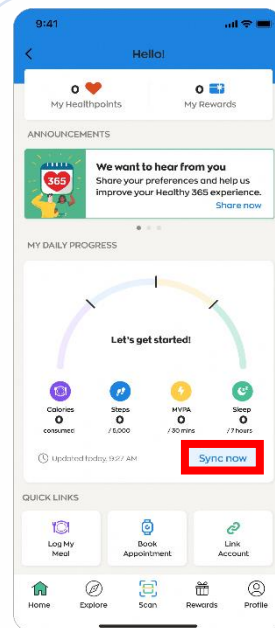 9:41
Hello!
0
0
My Healthpoints
My Rewards
ANNOUNCEMENTS
365
We want to hear from you
Share your preferences and help us
improve your Healthy 365 experience.
Share now
MY DAILY PROGRESS
Let's get started!
Calories
Steps
MVPA
Sleep
0
0
0
0
consumed
/ 5,000
/ 30 mins
/ 7 hours
Updated today, 9:27 AM
Sync now
QUICK LINKS
Log My
Book
Link
Meal
Appointment
Account
Home
Explore
Scan
Rewards
Profile